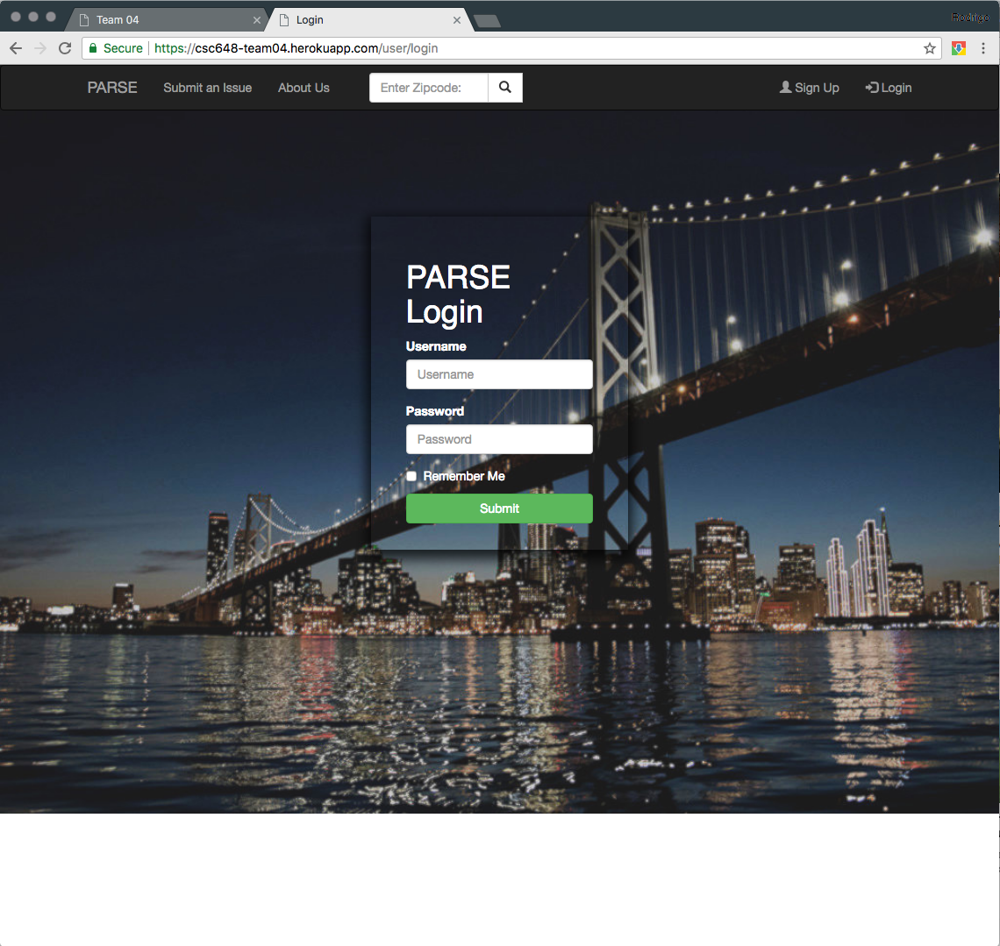 Team 04
Login
Rodrigo
Secure https://csc648-team04.herokuapp.com/user/login
PARSE Submit an Issue About Us Enter Zipcode: Sign Up Login
PARSE
Login
Username
Username
Password
Password
Remember Me
Submit